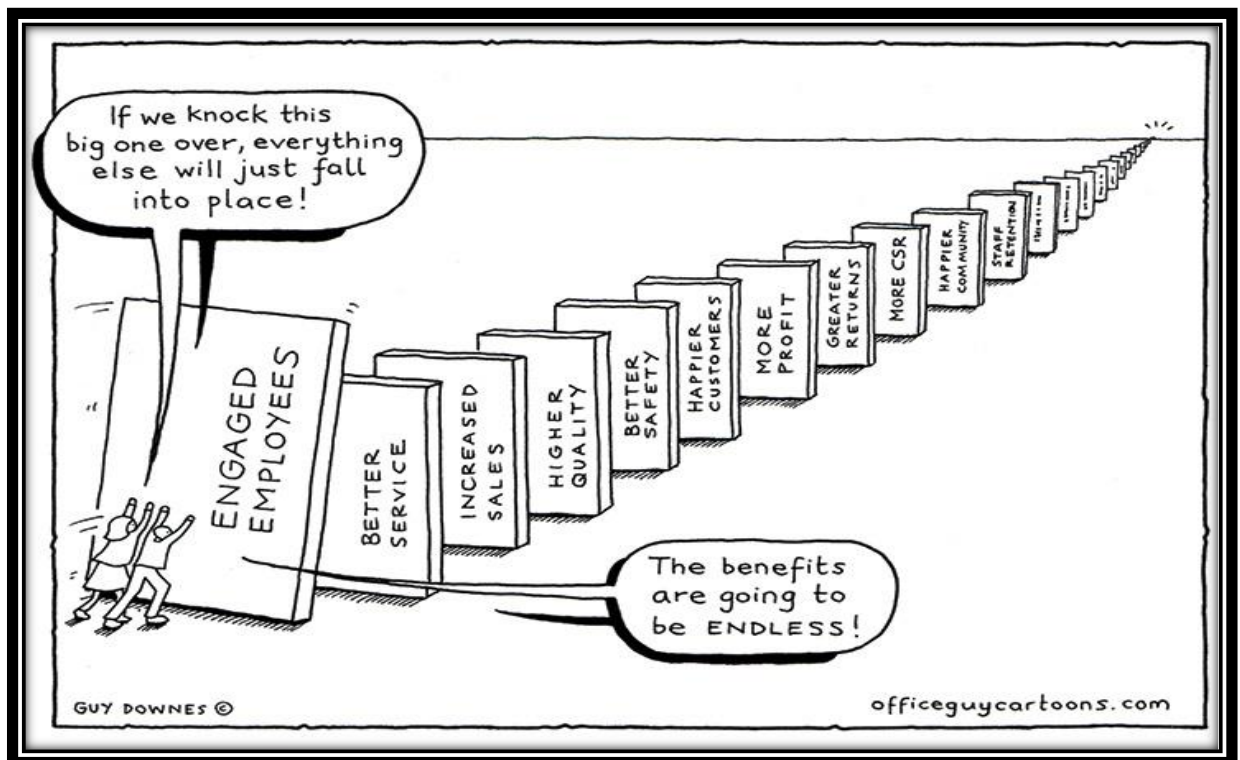 If we knock this
big one over, everything
else will just fall
into place!
ENGAGED
EMPLOYEES
BETTER
SERVICE
INCREASED
SALES
HIGHER
QUALITY
BETTER
SAFETY
HAPPIER
CUSTOMERS
MORE
PROFIT
GREATER
RETURNS
MORE CSR
HAPPIER
COMMUNITY
STAFF
RETENTION
The benefits
are going to
be ENDLESS!
GUY DOWNES ©
officeguycartoons.com